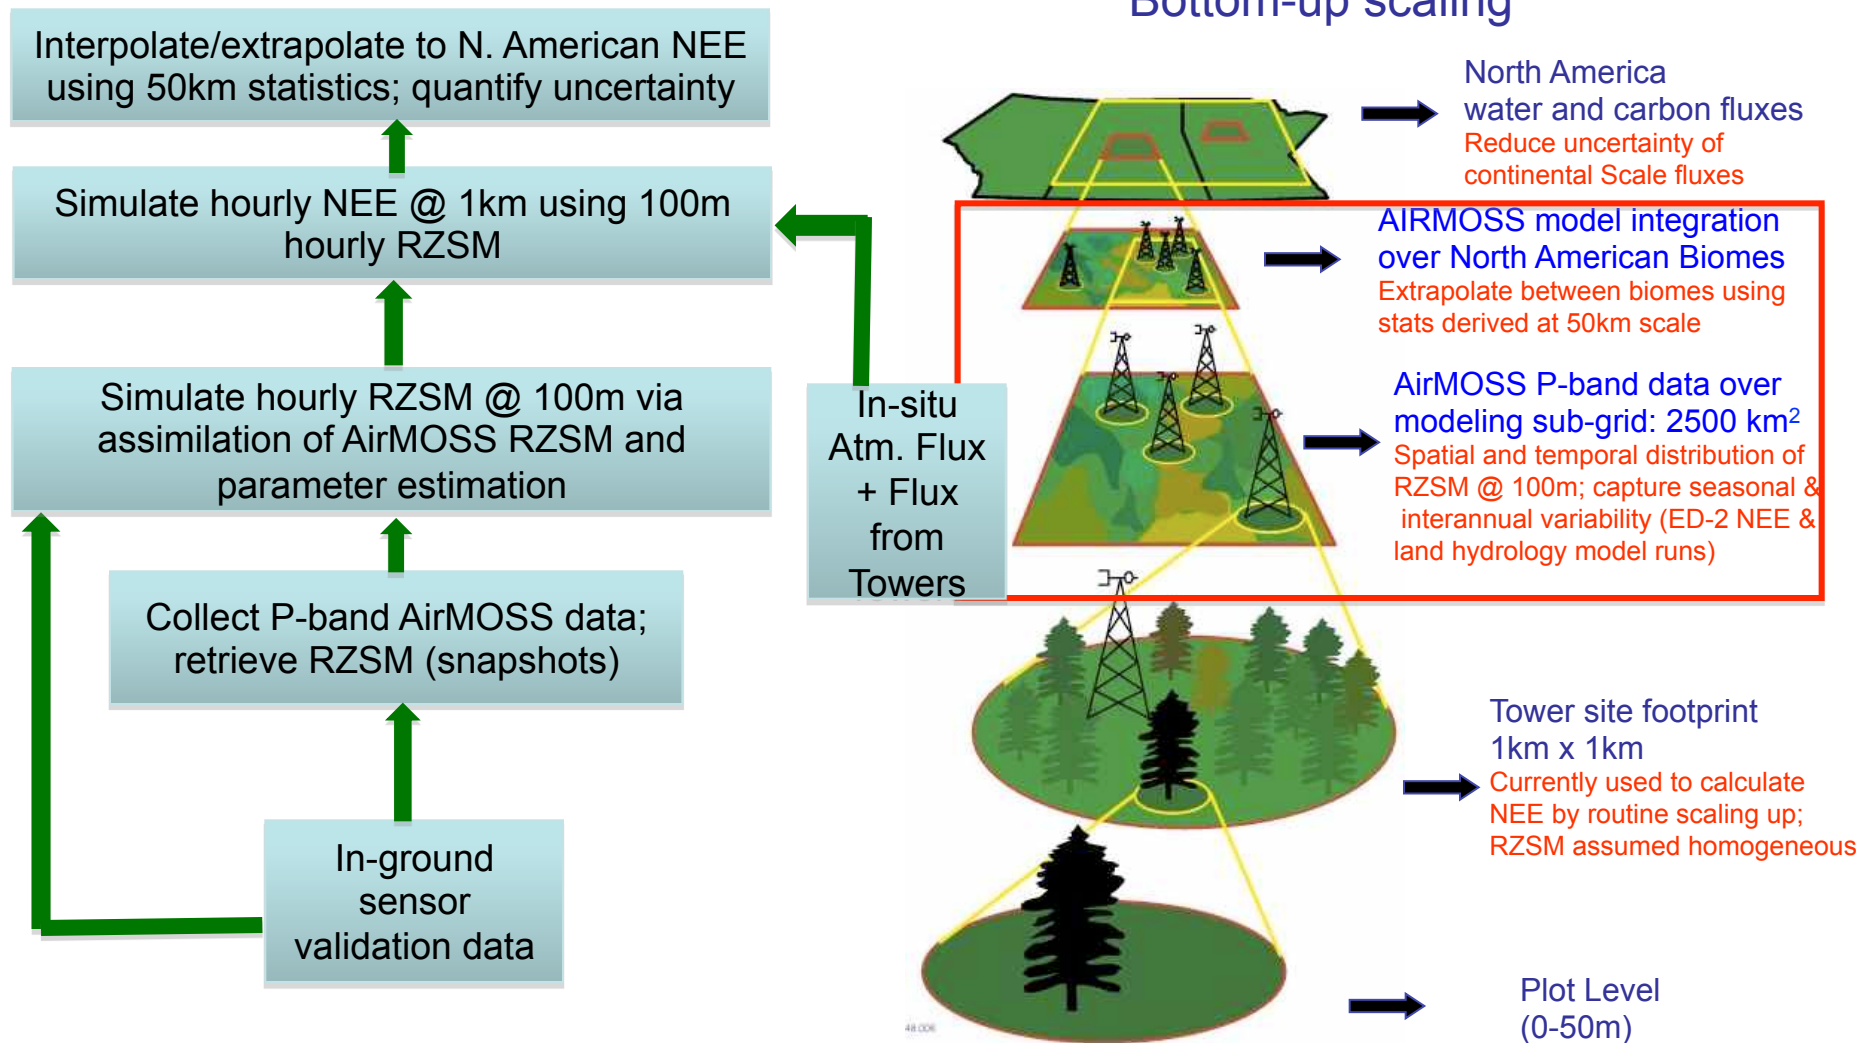 Bottom-up scaling
Interpolate/extrapolate to N. American NEE
using 50km statistics; quantify uncertainty
Simulate hourly NEE @ 1km using 100m
hourly RZSM
Simulate hourly RZSM @ 100m via
assimilation of AirMOSS RZSM and
parameter estimation
Collect P-band AirMOSS data;
retrieve RZSM (snapshots)
In-ground
sensor
validation data
In-situ
Atm. Flux
+ Flux
from
Towers
North America
water and carbon fluxes
Reduce uncertainty of
continental Scale fluxes
AIRMOSS model integration
over North American Biomes
Extrapolate between biomes using
stats derived at 50km scale
AirMOSS P-band data over
modeling sub-grid: 2500 km²
Spatial and temporal distribution of
RZSM @ 100m; capture seasonal &
interannual variability (ED-2 NEE &
land hydrology model runs)
Tower site footprint
1km x 1km
Currently used to calculate
NEE by routine scaling up;
RZSM assumed homogeneous
Plot Level
(0-50m)